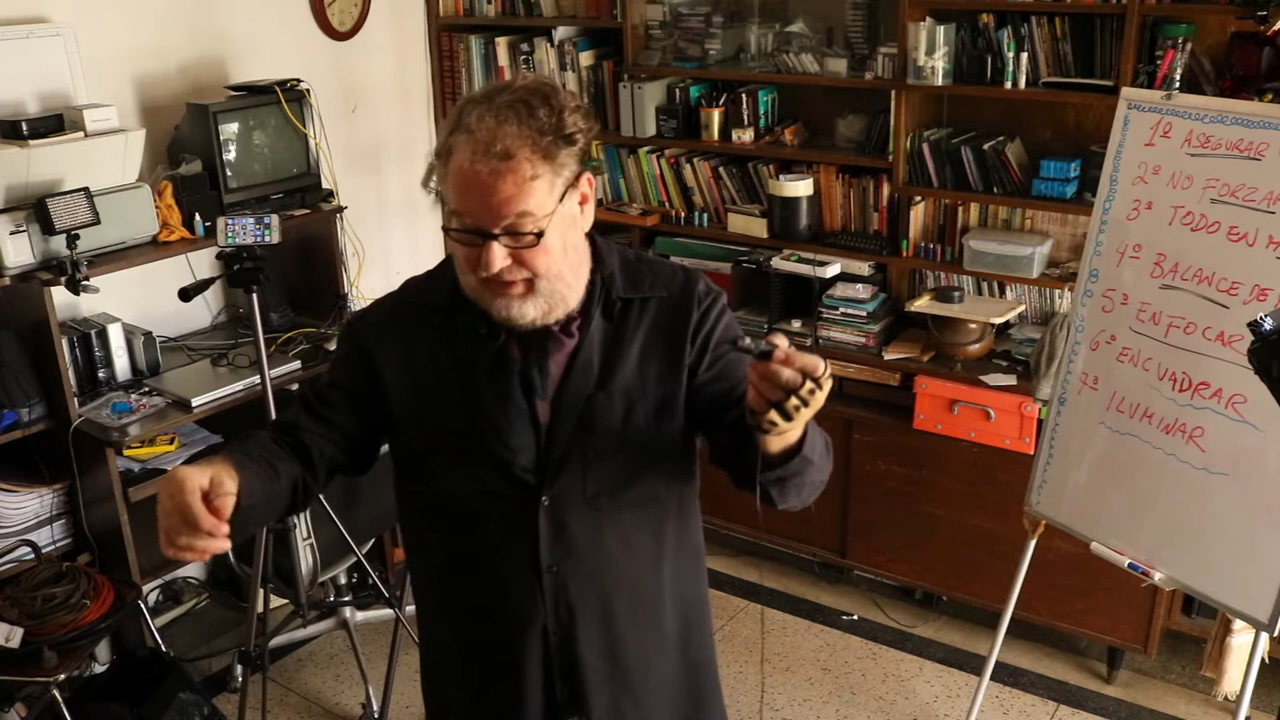 1º ASEGURAR
2º NO FORZAR
3º TODO EN
4º BALANCE DE
5º ENFOCAR
6º ENCUADRAR
7º ILUMINAR